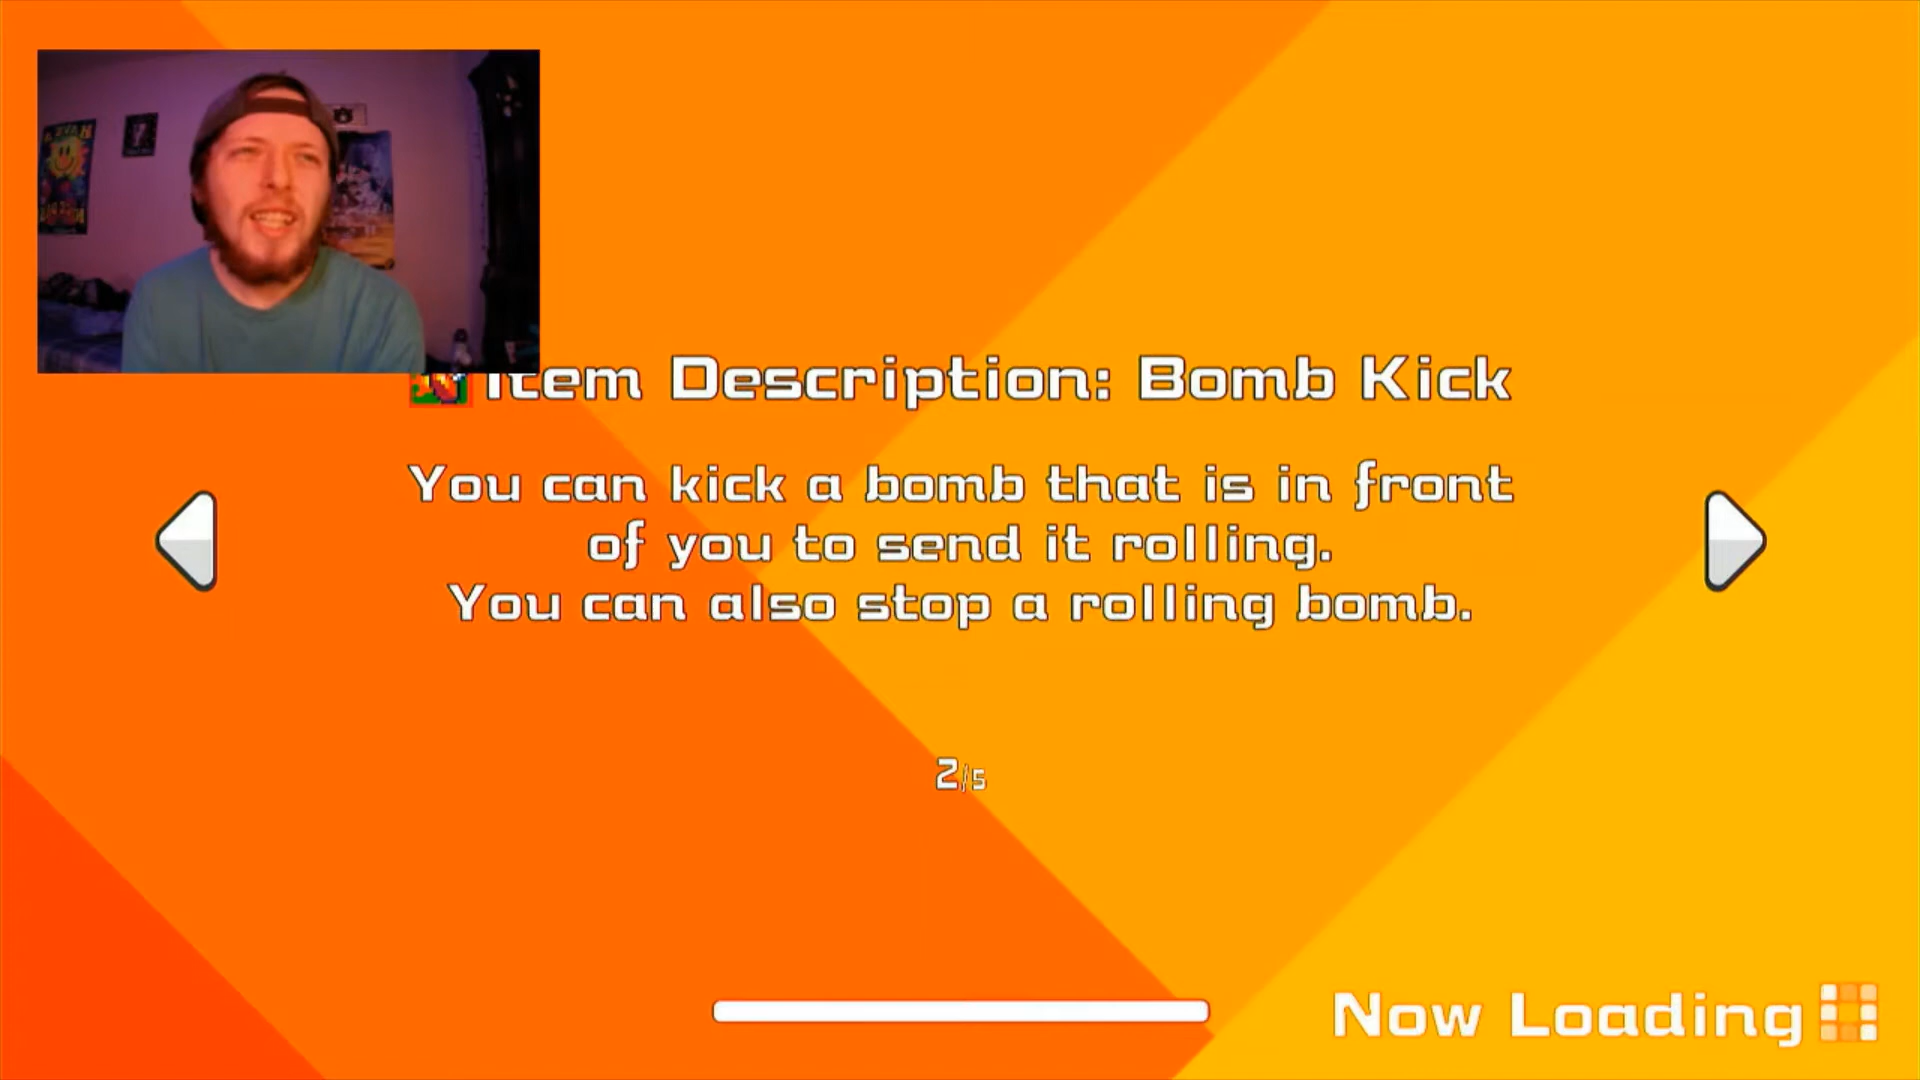 Item Description: Bomb Kick
You can kick a bomb that is in front
of you to send it rolling.
You can also stop a rolling bomb.
2/5
Now Loading